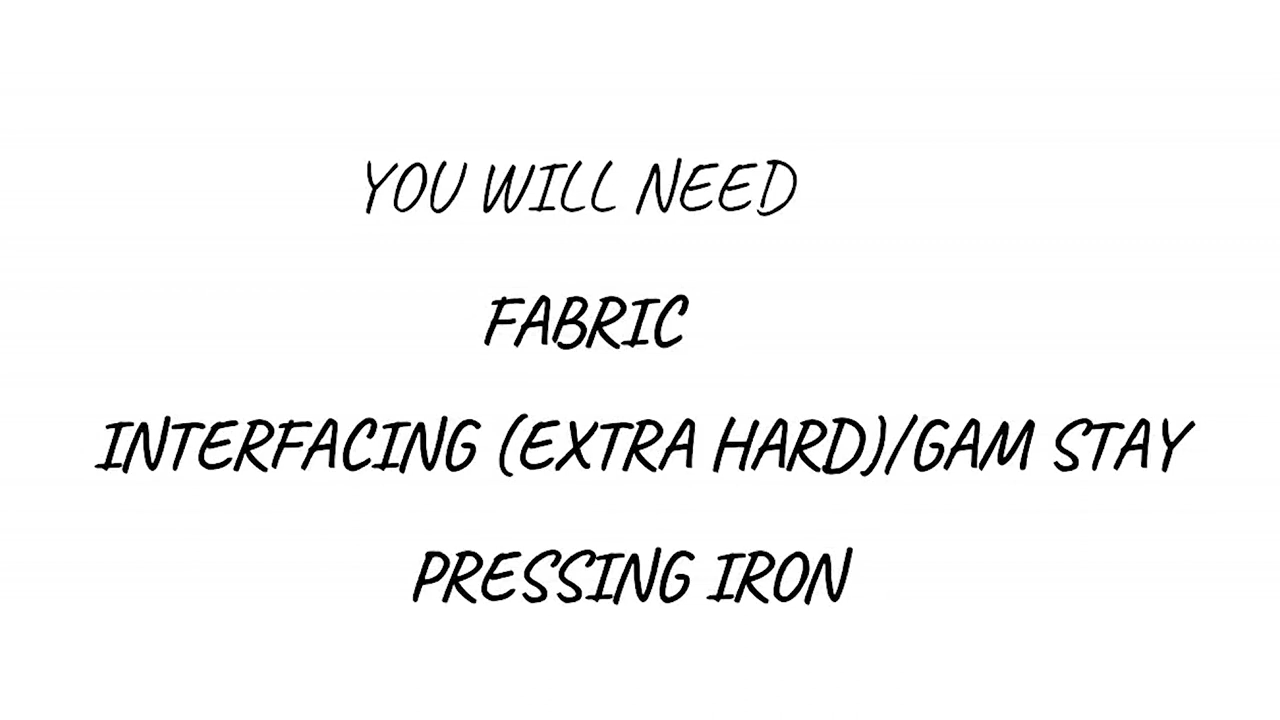 YOU WILL NEED
FABRIC
INTERFACING (EXTRA HARD)/GAM STAY
PRESSING IRON